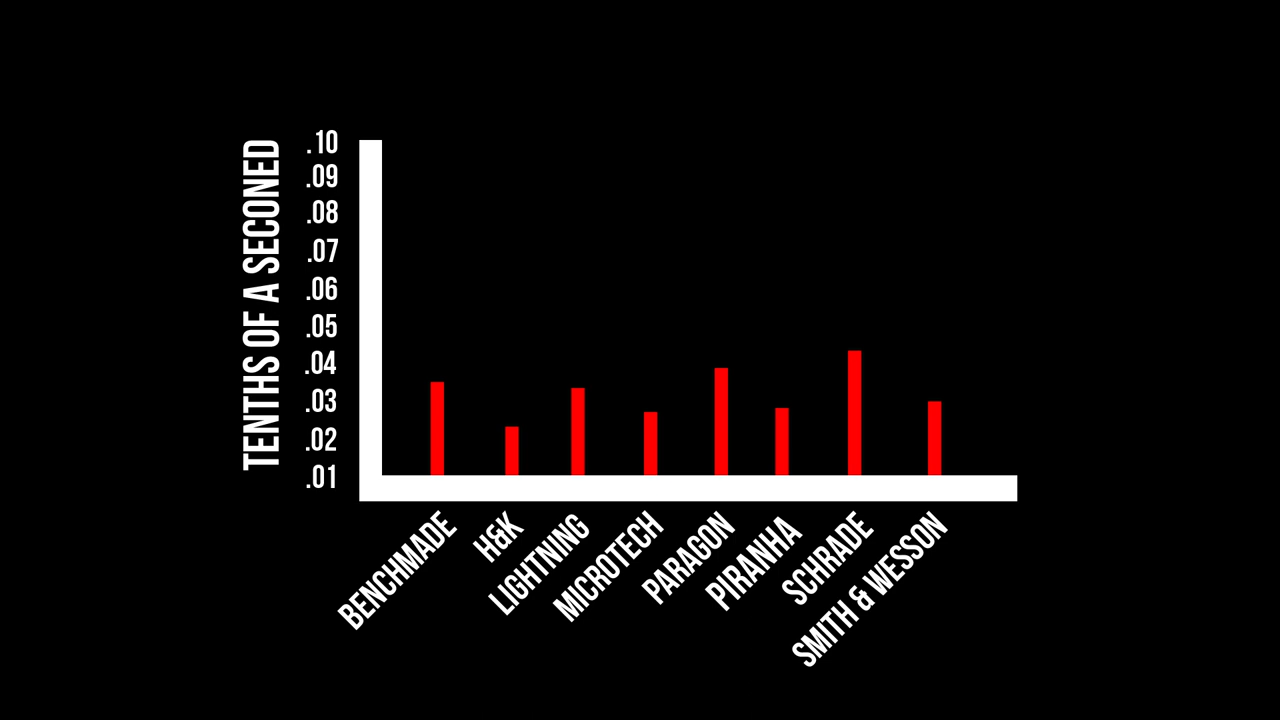 TENTHS OF A SECONED
.10
.09
.08
.07
.06
.05
.04
.03
.02
.01
BENCHMADE
H&K
LIGHTNING
MICROTECH
PARAGON
PIRANHA
SCHRADE
SMITH & WESSON